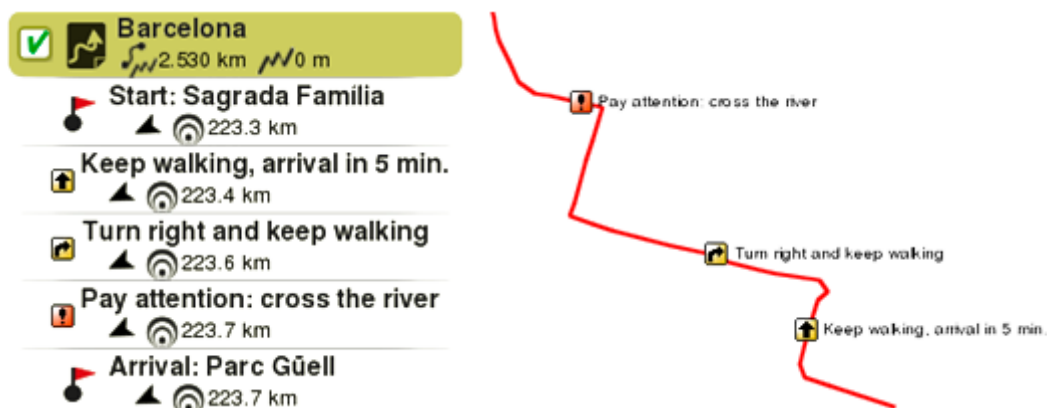 Barcelona
2.530 km 0 m
Start: Sagrada Família
223.3 km
Keep walking, arrival in 5 min.
223.4 km
Turn right and keep walking
223.6 km
Pay attention: cross the river
223.7 km
Arrival: Parc Güell
223.7 km
Pay attention: cross the river
Turn right and keep walking
Keep walking, arrival in 5 min.